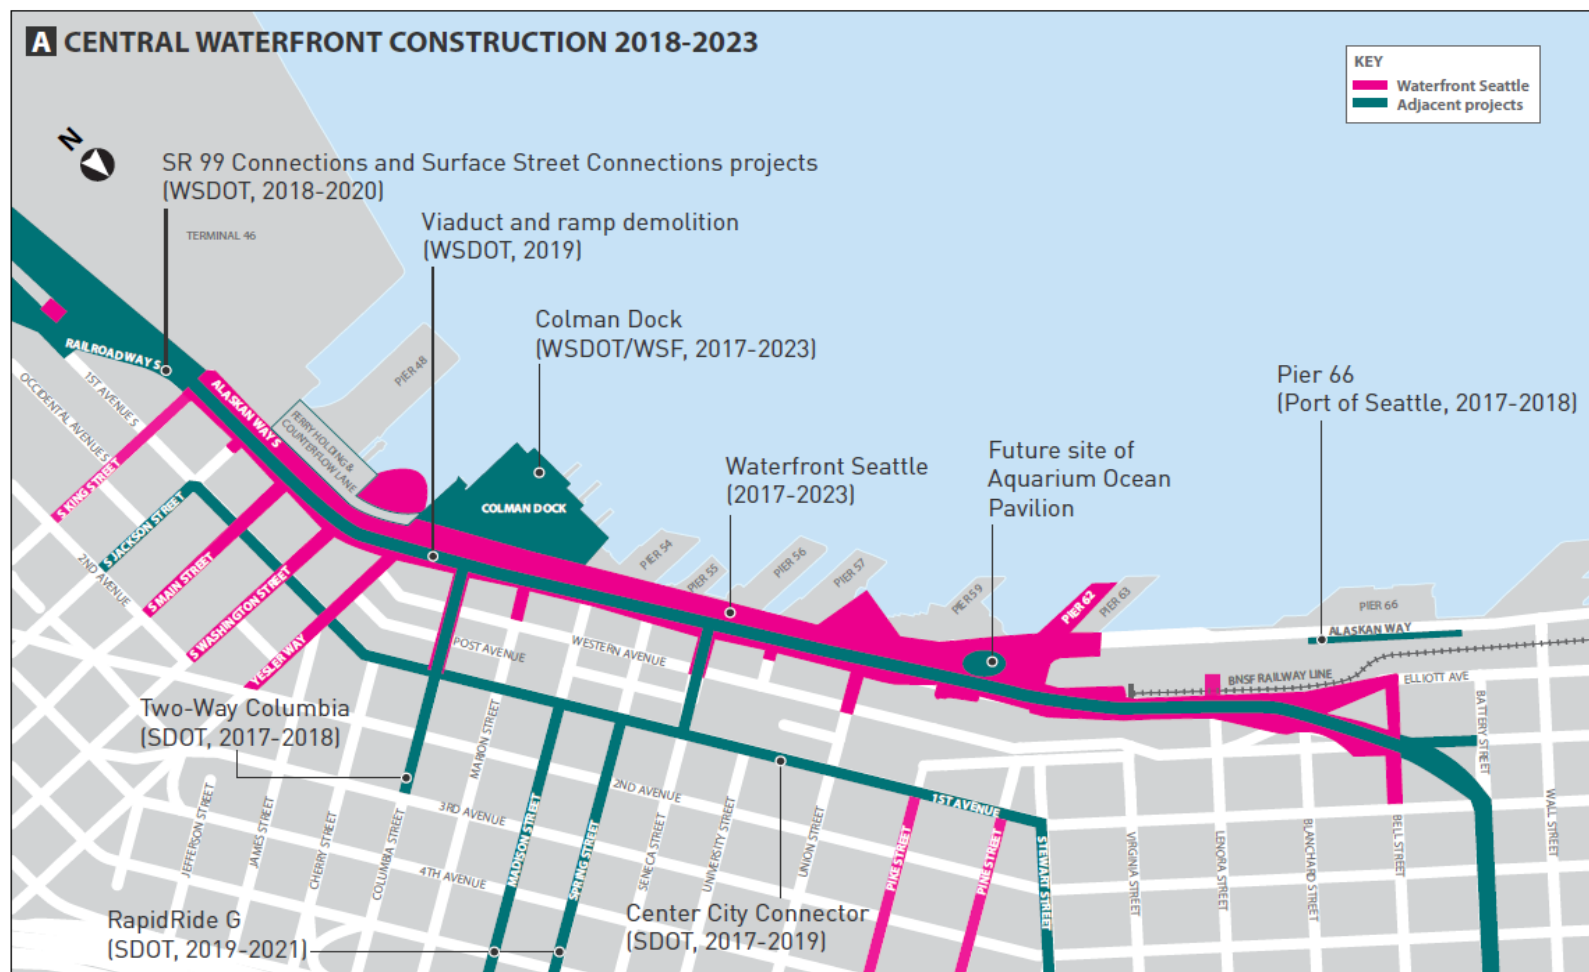 A CENTRAL WATERFRONT CONSTRUCTION 2018-2023
KEY
Waterfront Seattle
Adjacent projects
N
SR 99 Connections and Surface Street Connections projects
(WSDOT, 2018-2020)
TERMINAL 46
Viaduct and ramp demolition
(WSDOT, 2019)
Colman Dock
(WSDOT/WSF, 2017-2023)
Pier 66
(Port of Seattle, 2017-2018)
Future site of
Aquarium Ocean
Pavilion
Waterfront Seattle
(2017-2023)
RAILROAD WAY S
ALASKAN WAY S
1ST AVENUE S
OCCIDENTAL AVENUE S
PIER 48
FERRY HOLDING &
COUNTERFLOW LANE
COLMAN DOCK
S KING STREET
S JACKSON STREET
2ND AVENUE
S MAIN STREET
S WASHINGTON STREET
YESLER WAY
PIER 54
PIER 55
PIER 56
PIER 57
PIER 59
PIER 62
PIER 63
PIER 66
ALASKAN WAY
BNSF RAILWAY LINE
ELLIOTT AVE
POST AVENUE
WESTERN AVENUE
Two-Way Columbia
(SDOT, 2017-2018)
MARION STREET
2ND AVENUE
3RD AVENUE
4TH AVENUE
1ST AVENUE
JEFFERSON STREET
JAMES STREET
CHERRY STREET
COLUMBIA STREET
MADISON STREET
SPRING STREET
SENECA STREET
UNIVERSITY STREET
UNION STREET
PIKE STREET
PINE STREET
STEWART STREET
VIRGINIA STREET
LENORA STREET
BLANCHARD STREET
BELL STREET
BATTERY STREET
WALL STREET
RapidRide G
(SDOT, 2019-2021)
Center City Connector
(SDOT, 2017-2019)